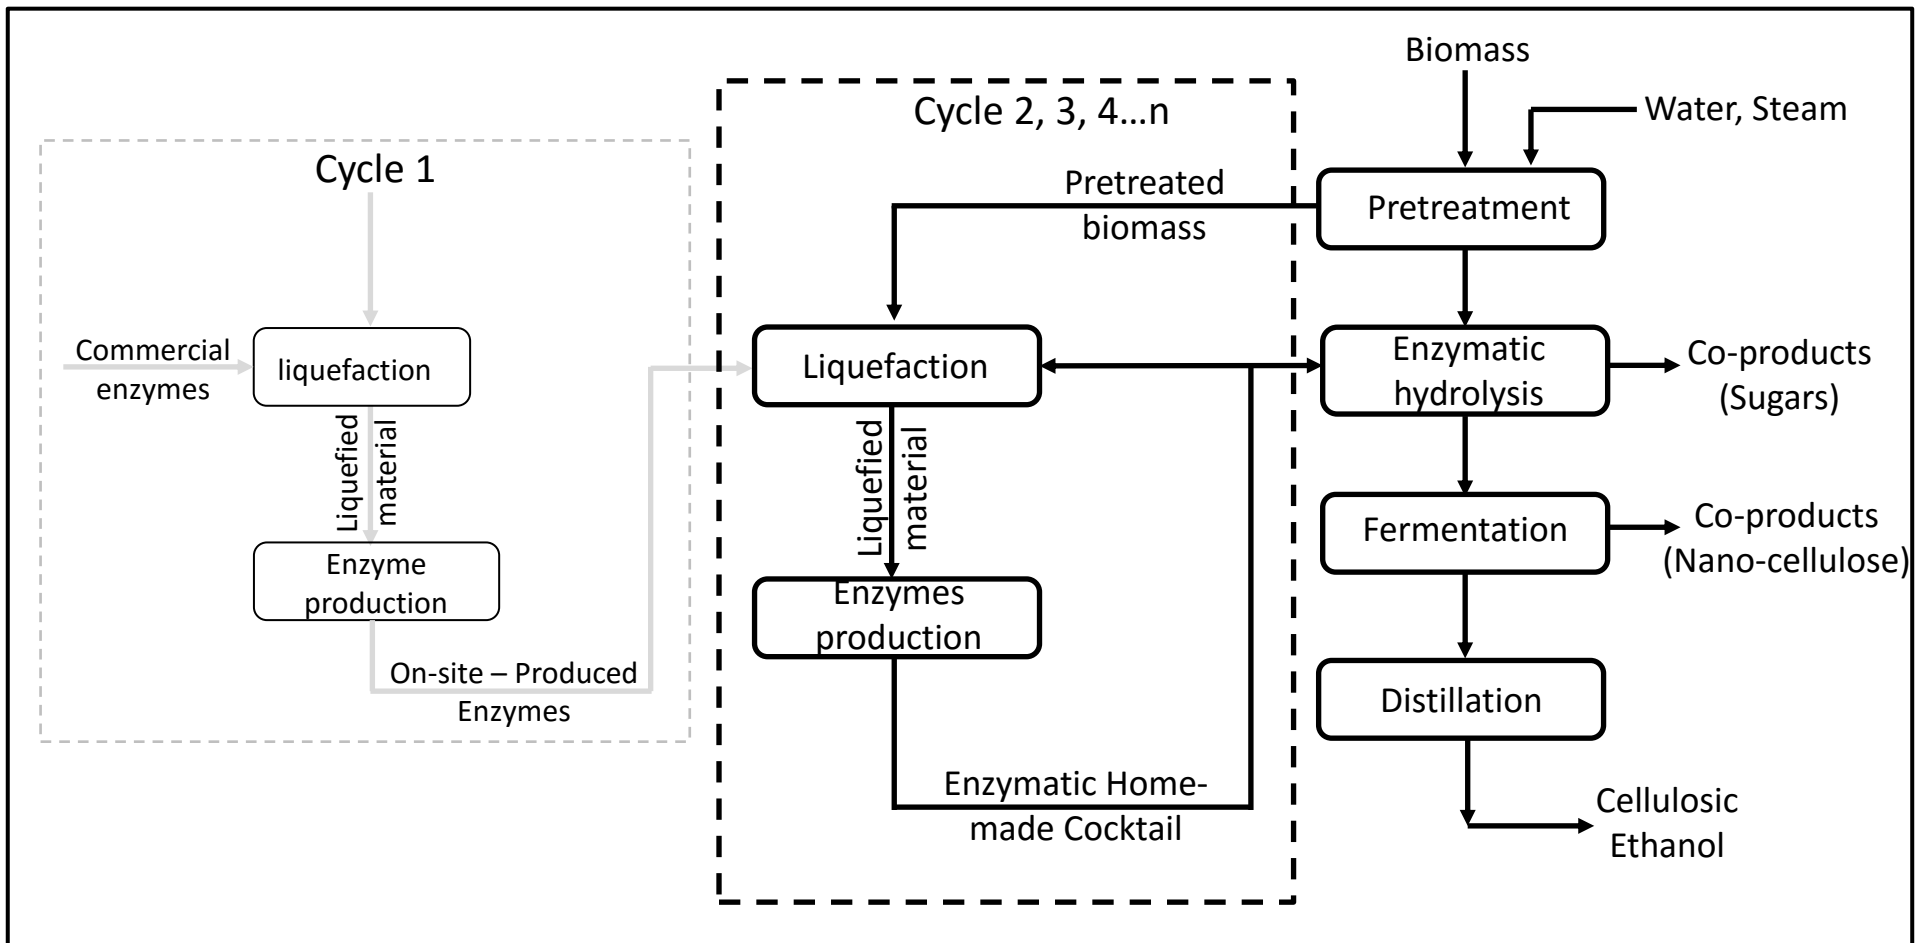 Cycle 1
Commercial
enzymes
liquefaction
Liquefied
material
Enzyme
production
On-site – Produced
Enzymes
Cycle 2, 3, 4...n
Pretreated
biomass
Liquefaction
Liquefied
material
Enzymes
production
Enzymatic Home-
made Cocktail
Biomass
Water, Steam
Pretreatment
Enzymatic
hydrolysis
Co-products
(Sugars)
Fermentation
Co-products
(Nano-cellulose)
Distillation
Cellulosic
Ethanol